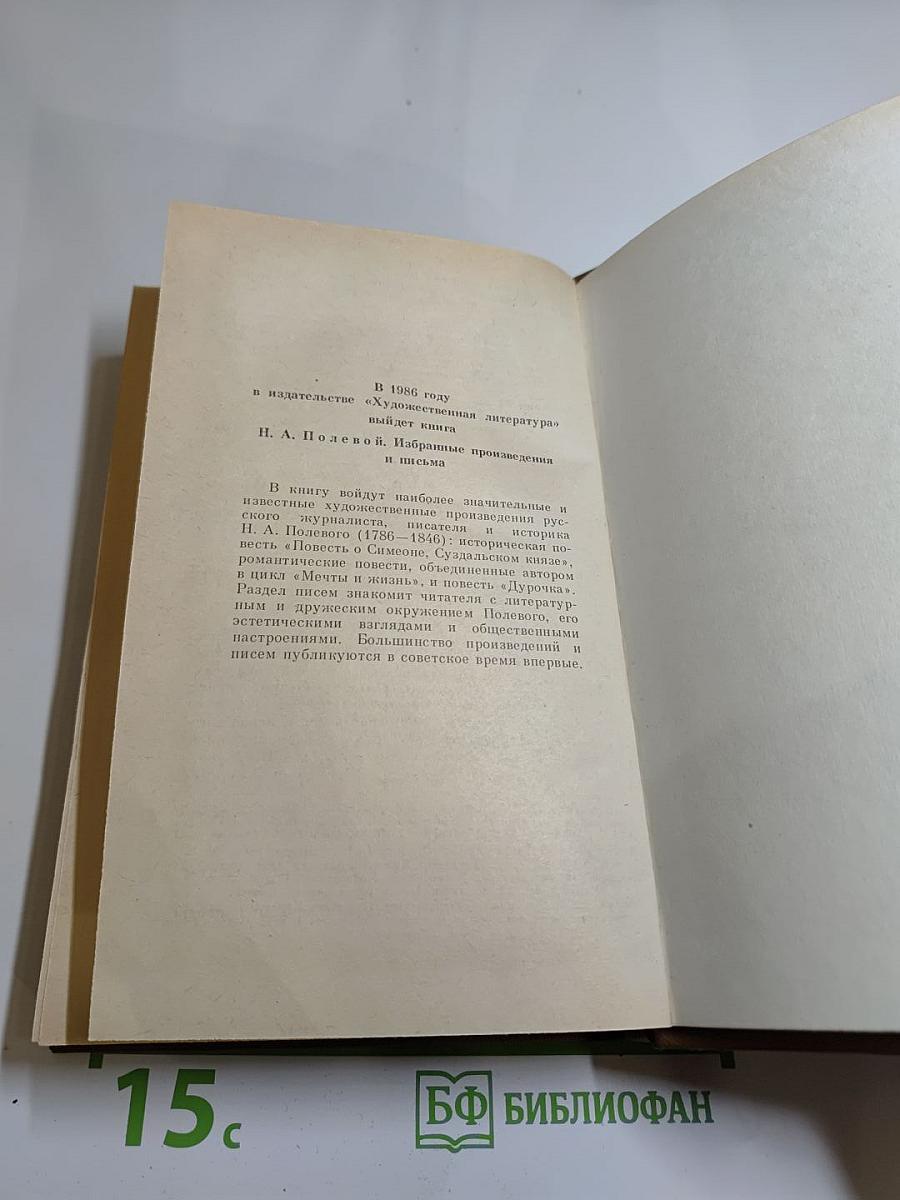 В 1986 году
в издательстве «Художественная литература»
выйдет книга
Н. А. Полевой. Избранные произведения
и письма
В книгу войдут наиболее значительные и
известные художественные произведения рус-
ского журналиста, писателя и историка
Н. А. Полевого (1786—1846): историческая по-
весть «Повесть о Симеоне, Суздальском князе»,
романтические повести, объединенные автором
в цикл «Мечты и жизнь», и повесть «Дурочка».
Раздел писем знакомит читателя с литератур-
ным и дружеским окружением Полевого, его
эстетическими взглядами и общественными
настроениями. Большинство произведений и
писем публикуются в советское время впервые.
15 с
БФ БИБЛИОФАН